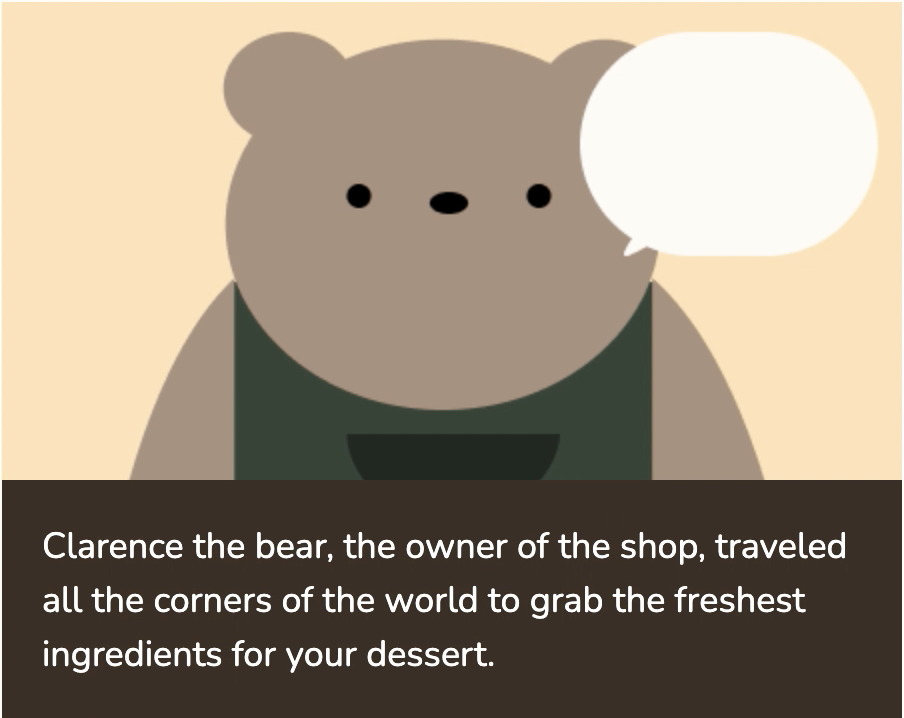 Clarence the bear, the owner of the shop, traveled
all the corners of the world to grab the freshest
ingredients for your dessert.